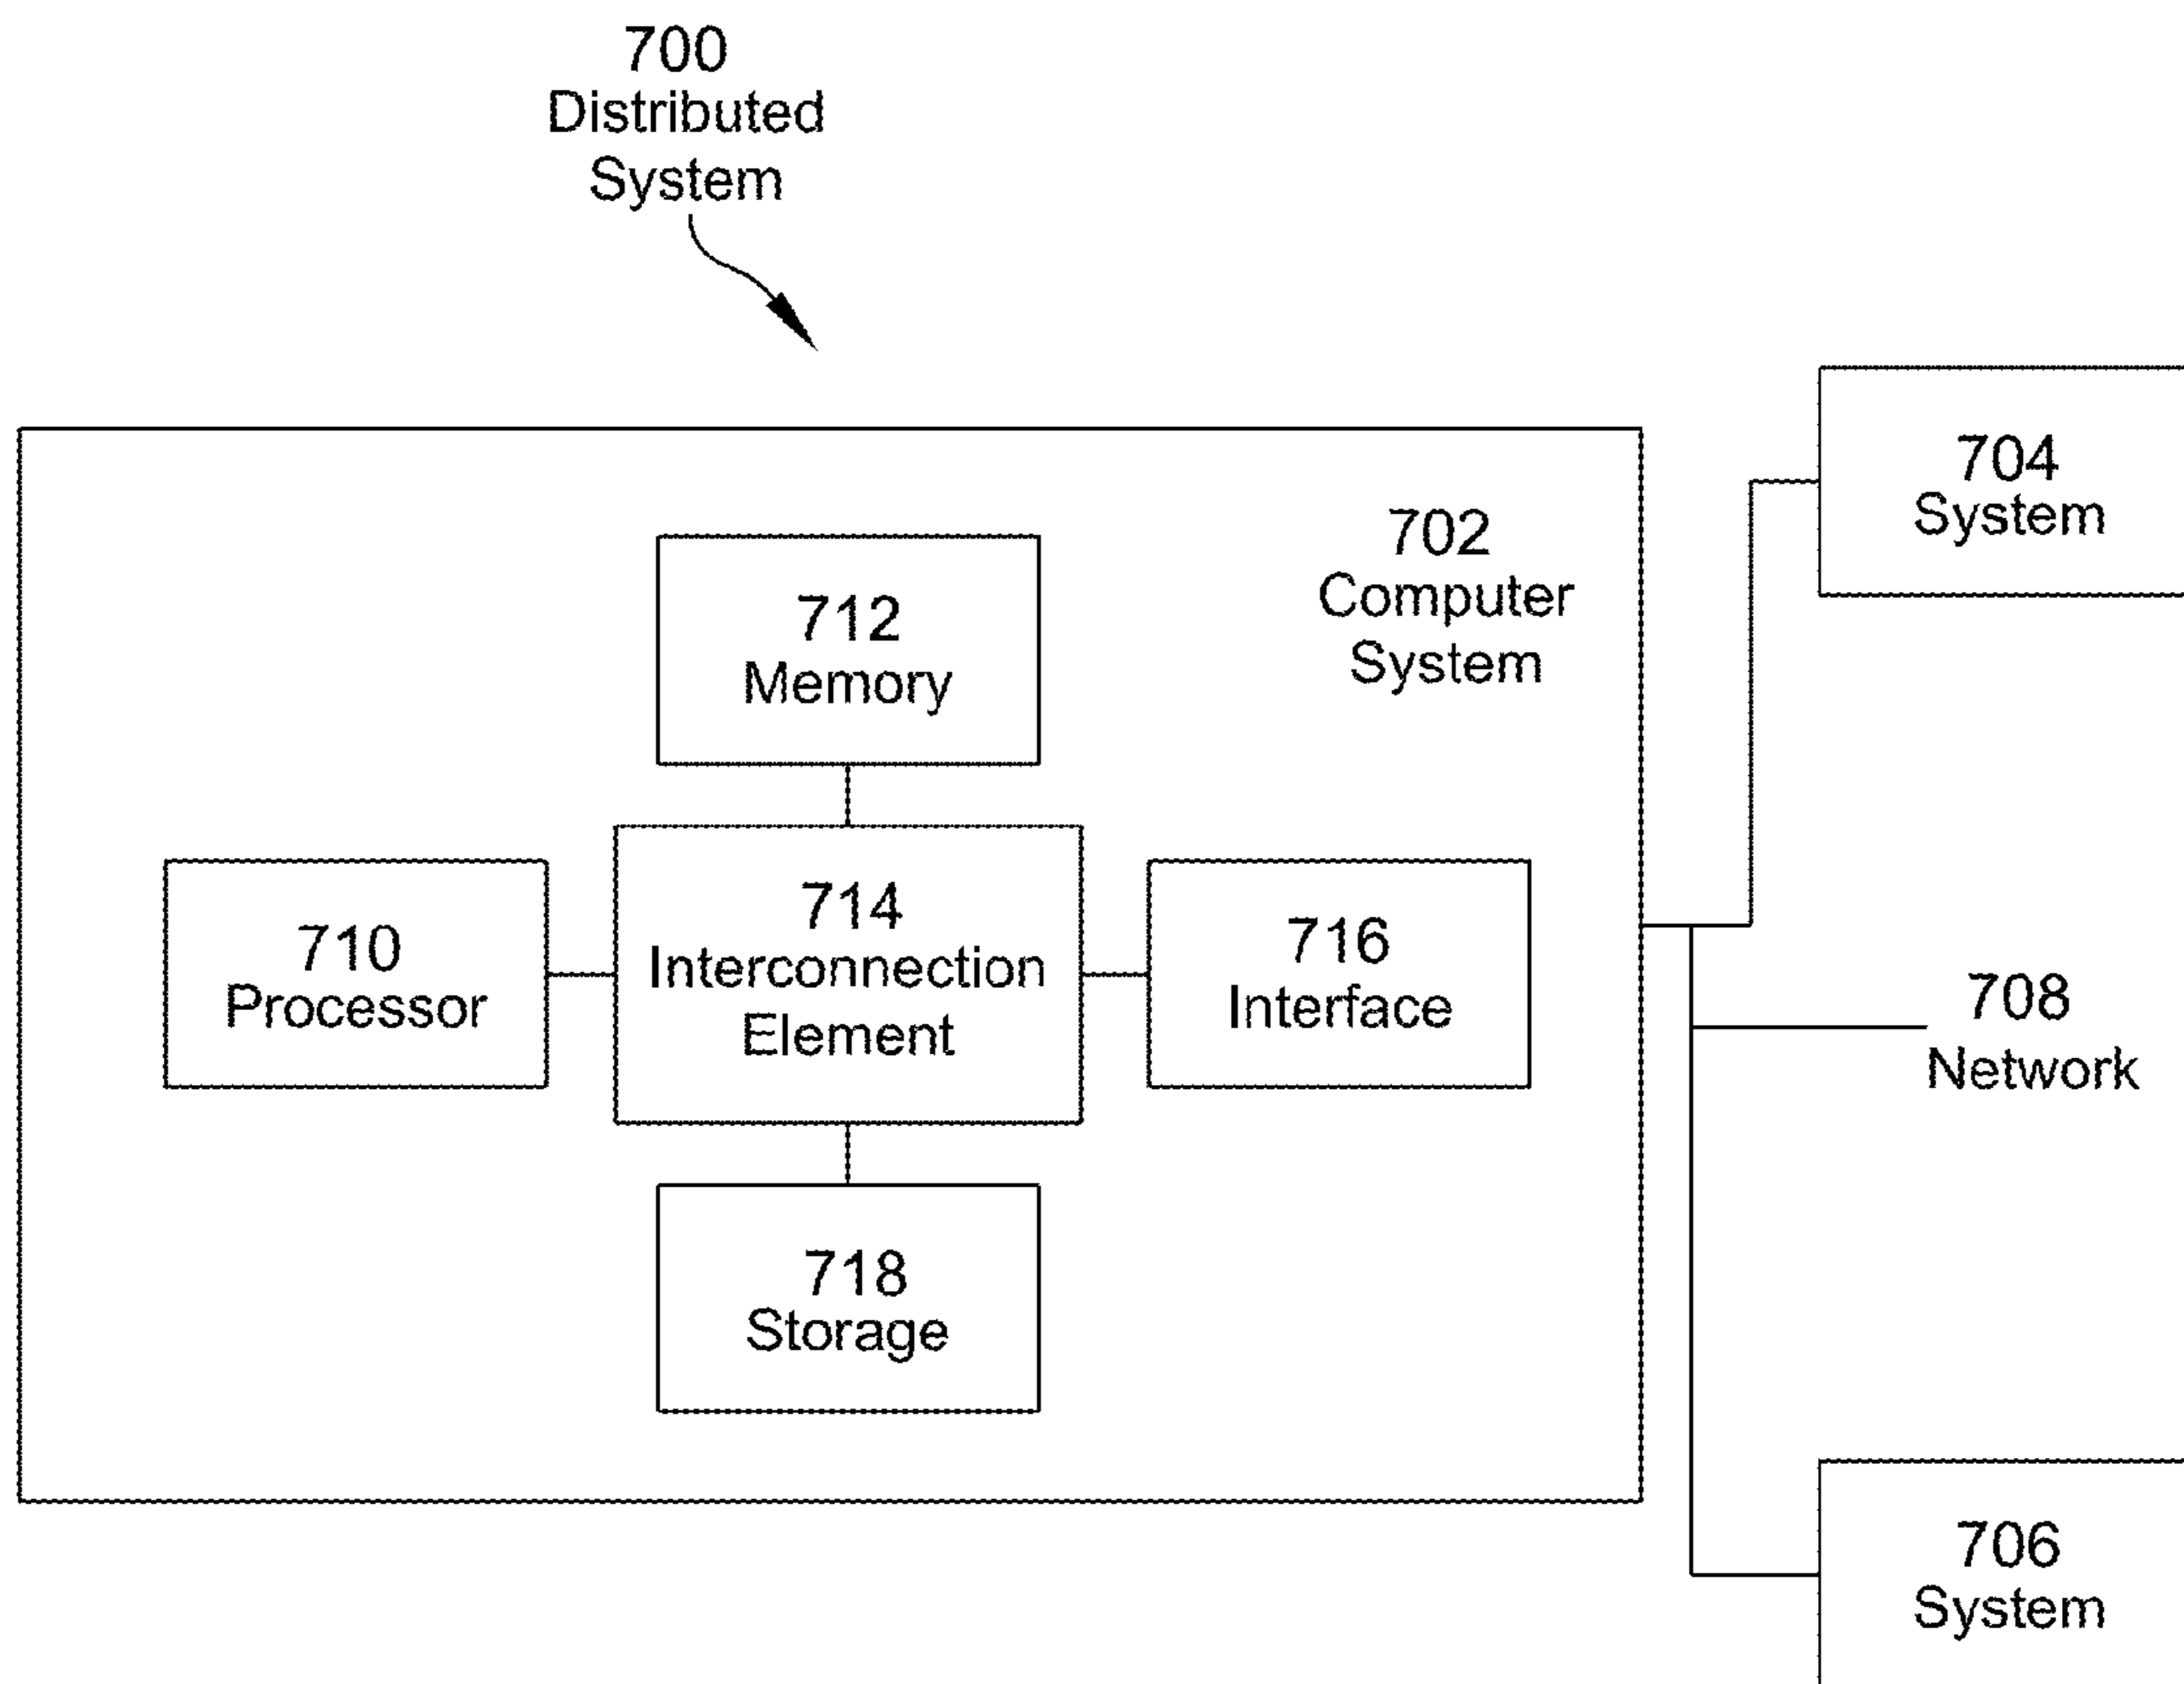 700
Distributed
System
704
System
702
Computer
System
712
Memory
714
Interconnection
Element
710
Processor
716
Interface
708
Network
718
Storage
706
System